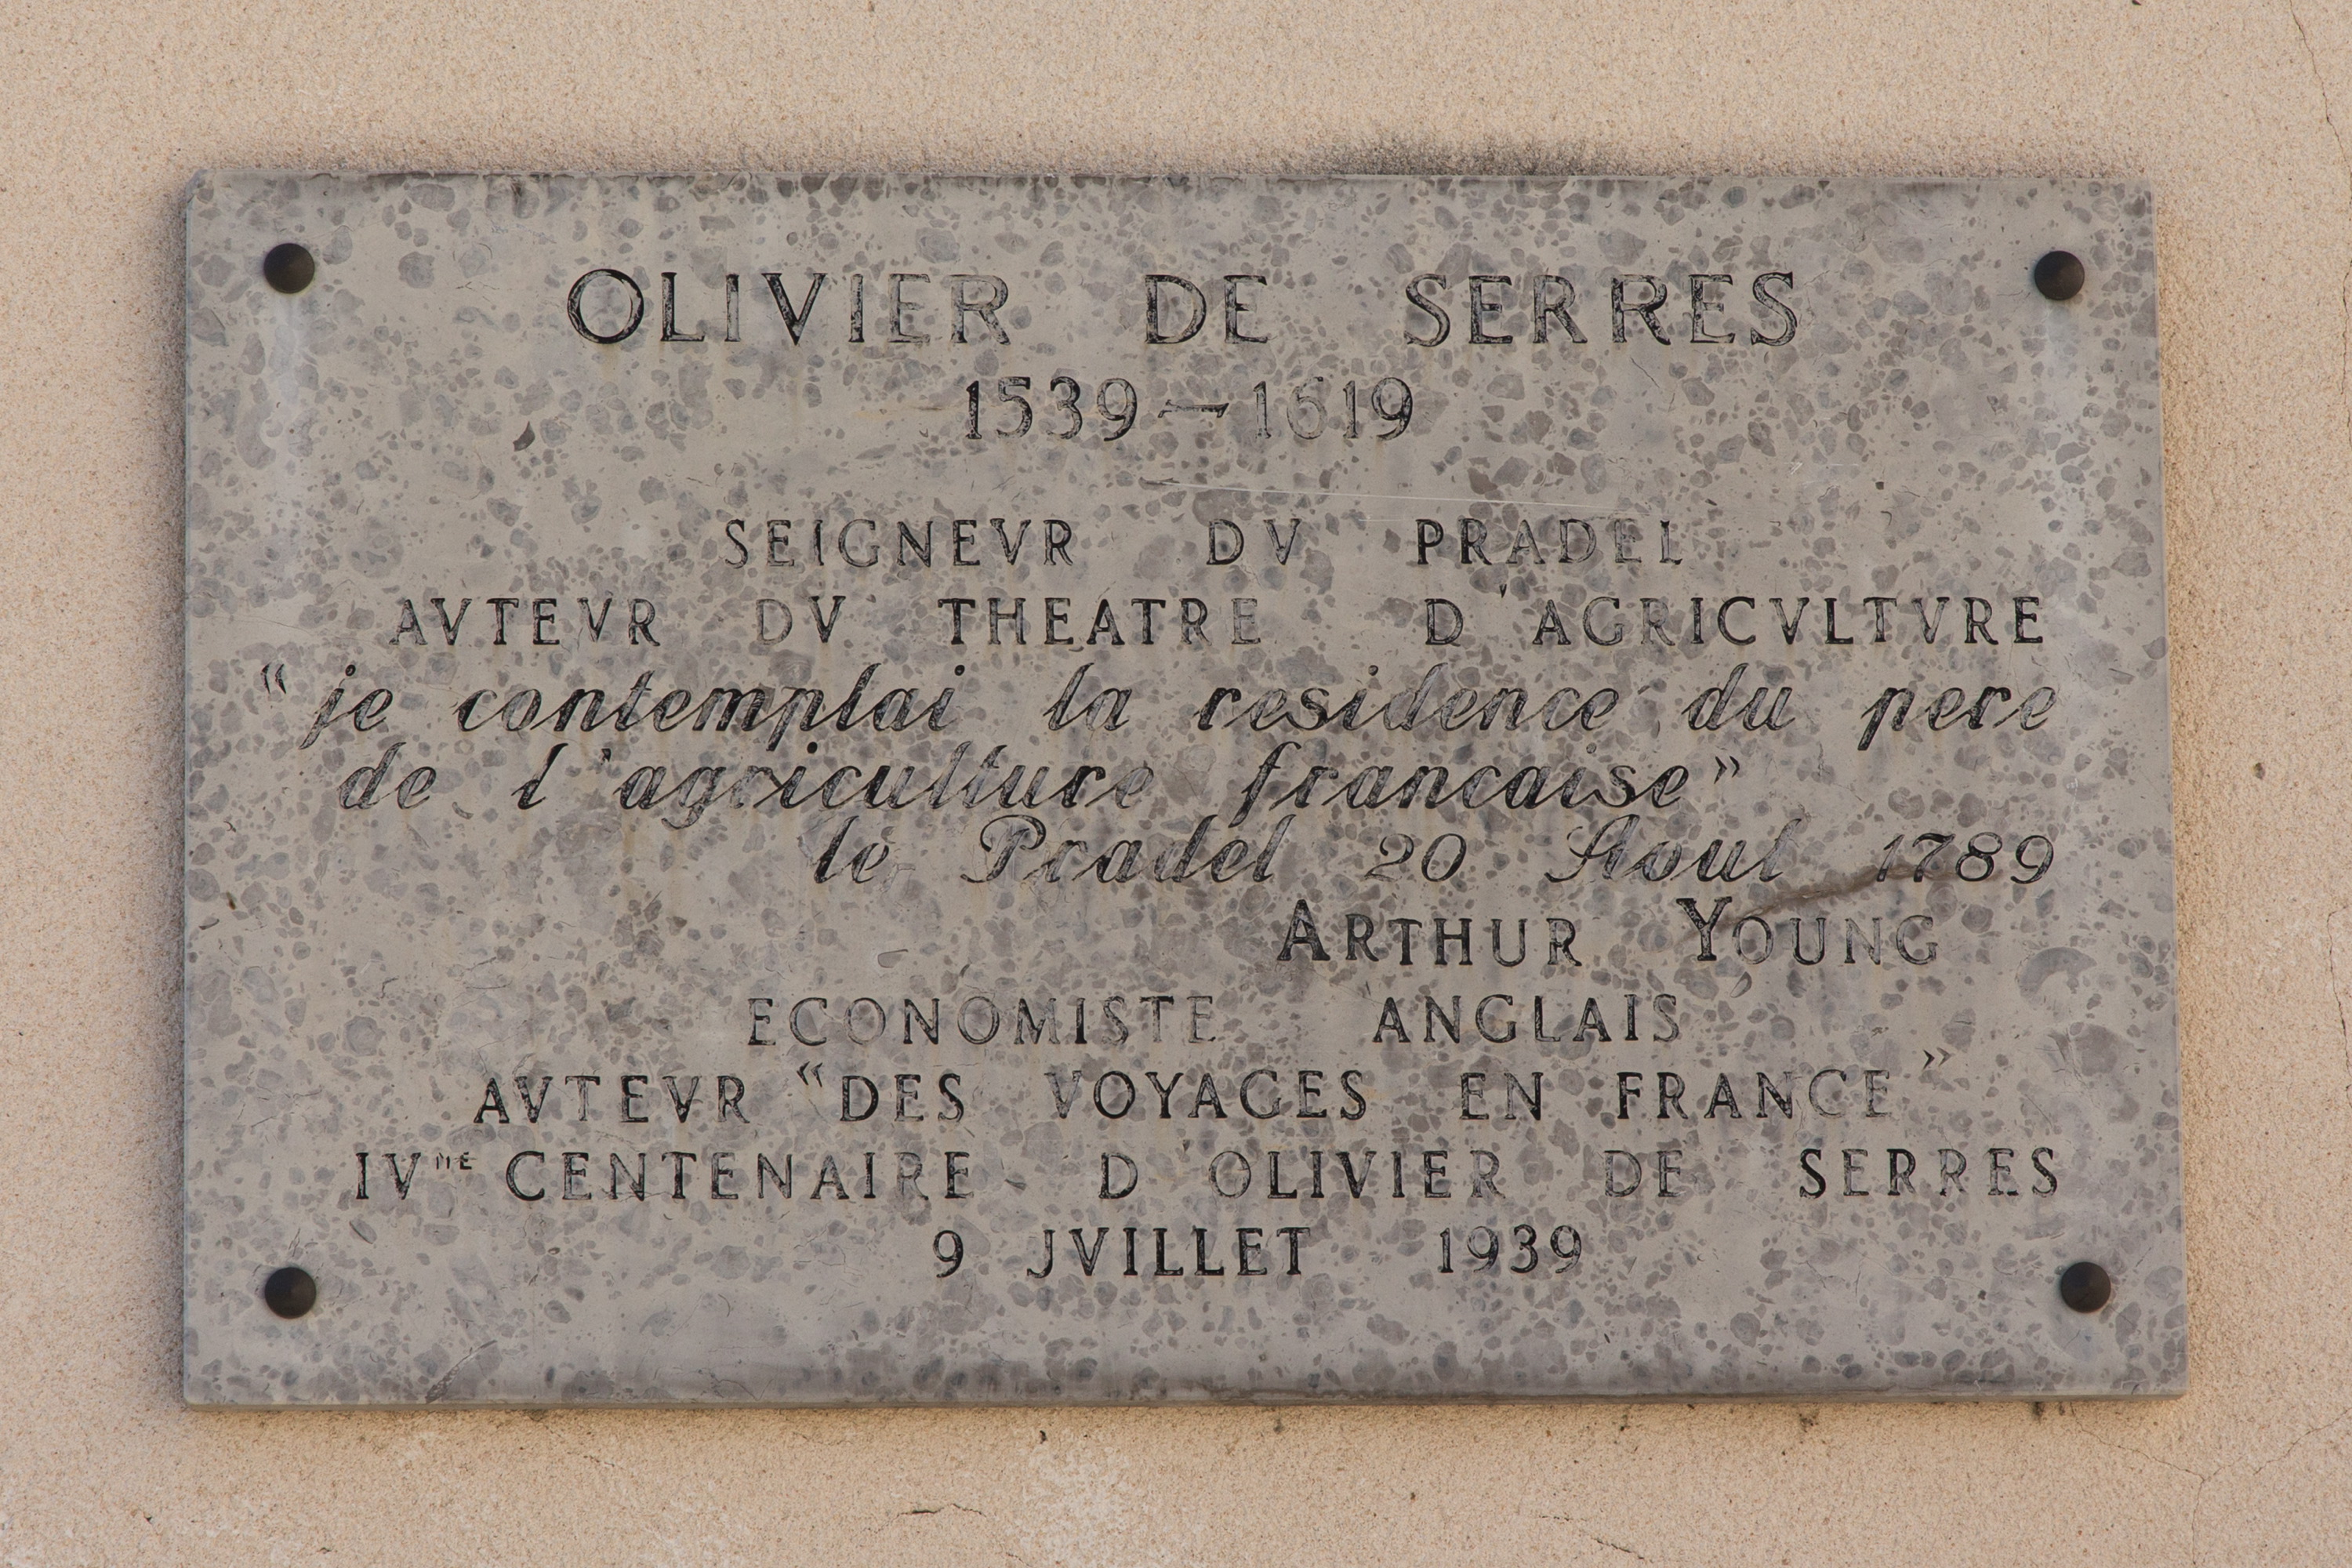 OLIVIER DE SERRES
1539 — 1619
SEIGNEVR DV PRADEL
AVTEVR DV THEATRE D'AGRICVLTVRE
“ je contemplai la residence du pere
de l'agriculture francaise”
le Pradel 20 Aout 1789
ARTHUR YOUNG
ECONOMISTE ANGLAIS
AVTEVR “DES VOYAGES EN FRANCE”
IVME CENTENAIRE D'OLIVIER DE SERRES
9 JVILLET 1939